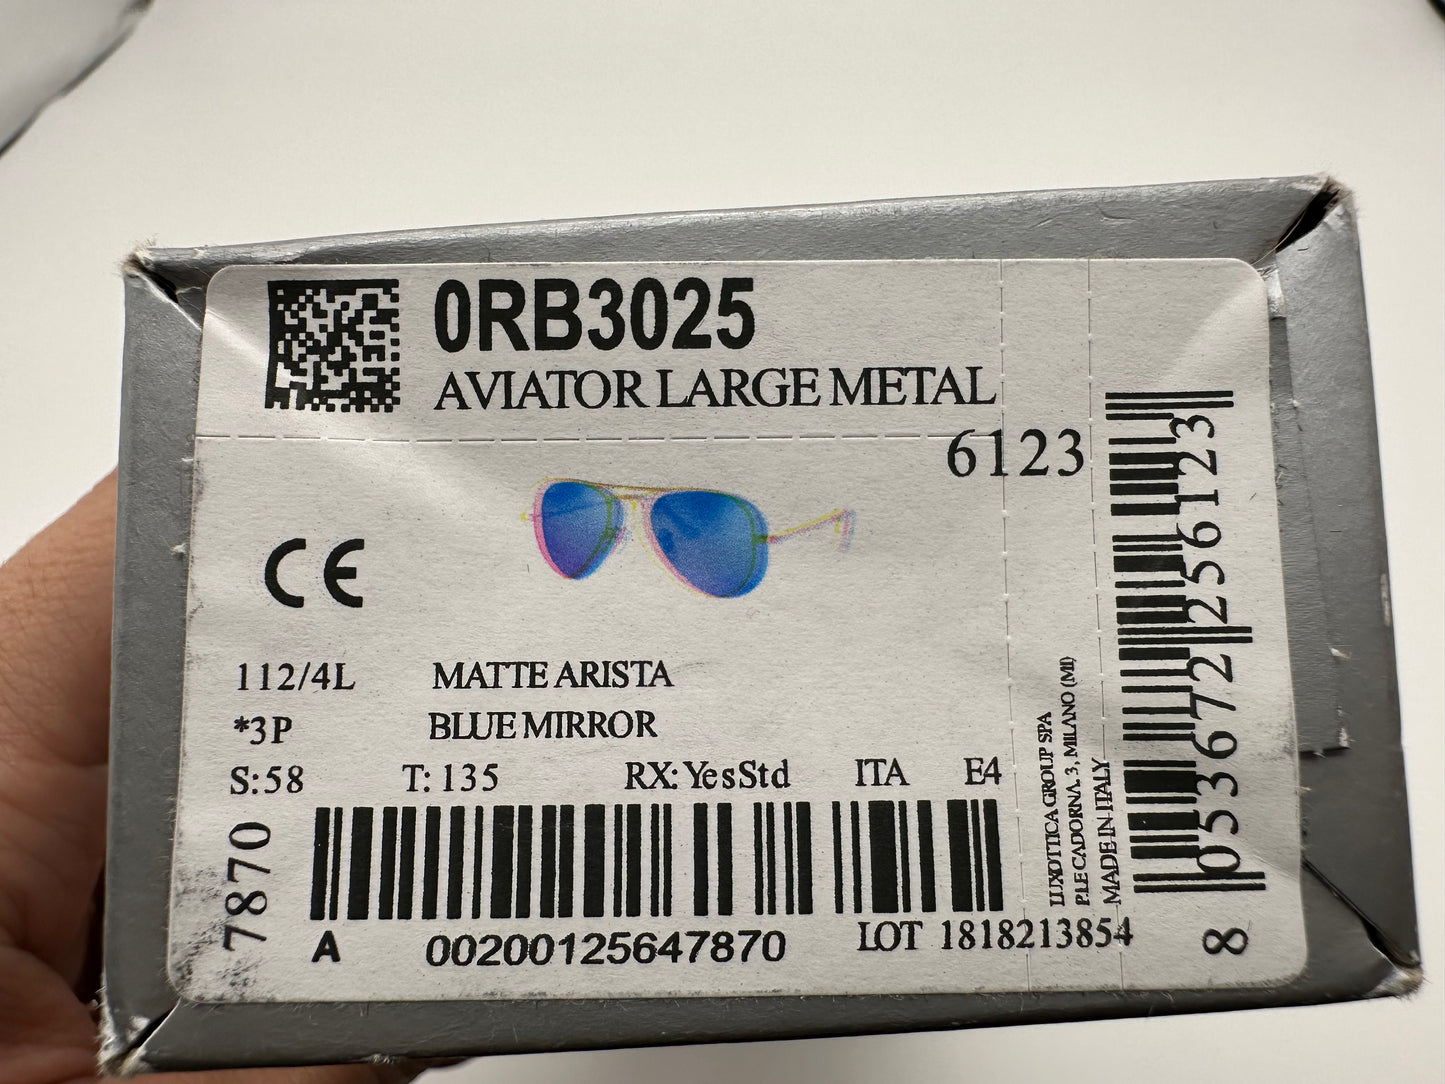 0RB3025
AVIATOR LARGE METAL
6123
CE
112/4L MATTE ARISTA
*3P BLUE MIRROR
S:58 T: 135 RX: YesStd ITA E4
7870
A 00200125647870 LOT 1818213854
LUXOTTICA GROUP SPA
P.LE CADORNA. 3, MILANO (MI)
MADE IN ITALY
8 053672 256123